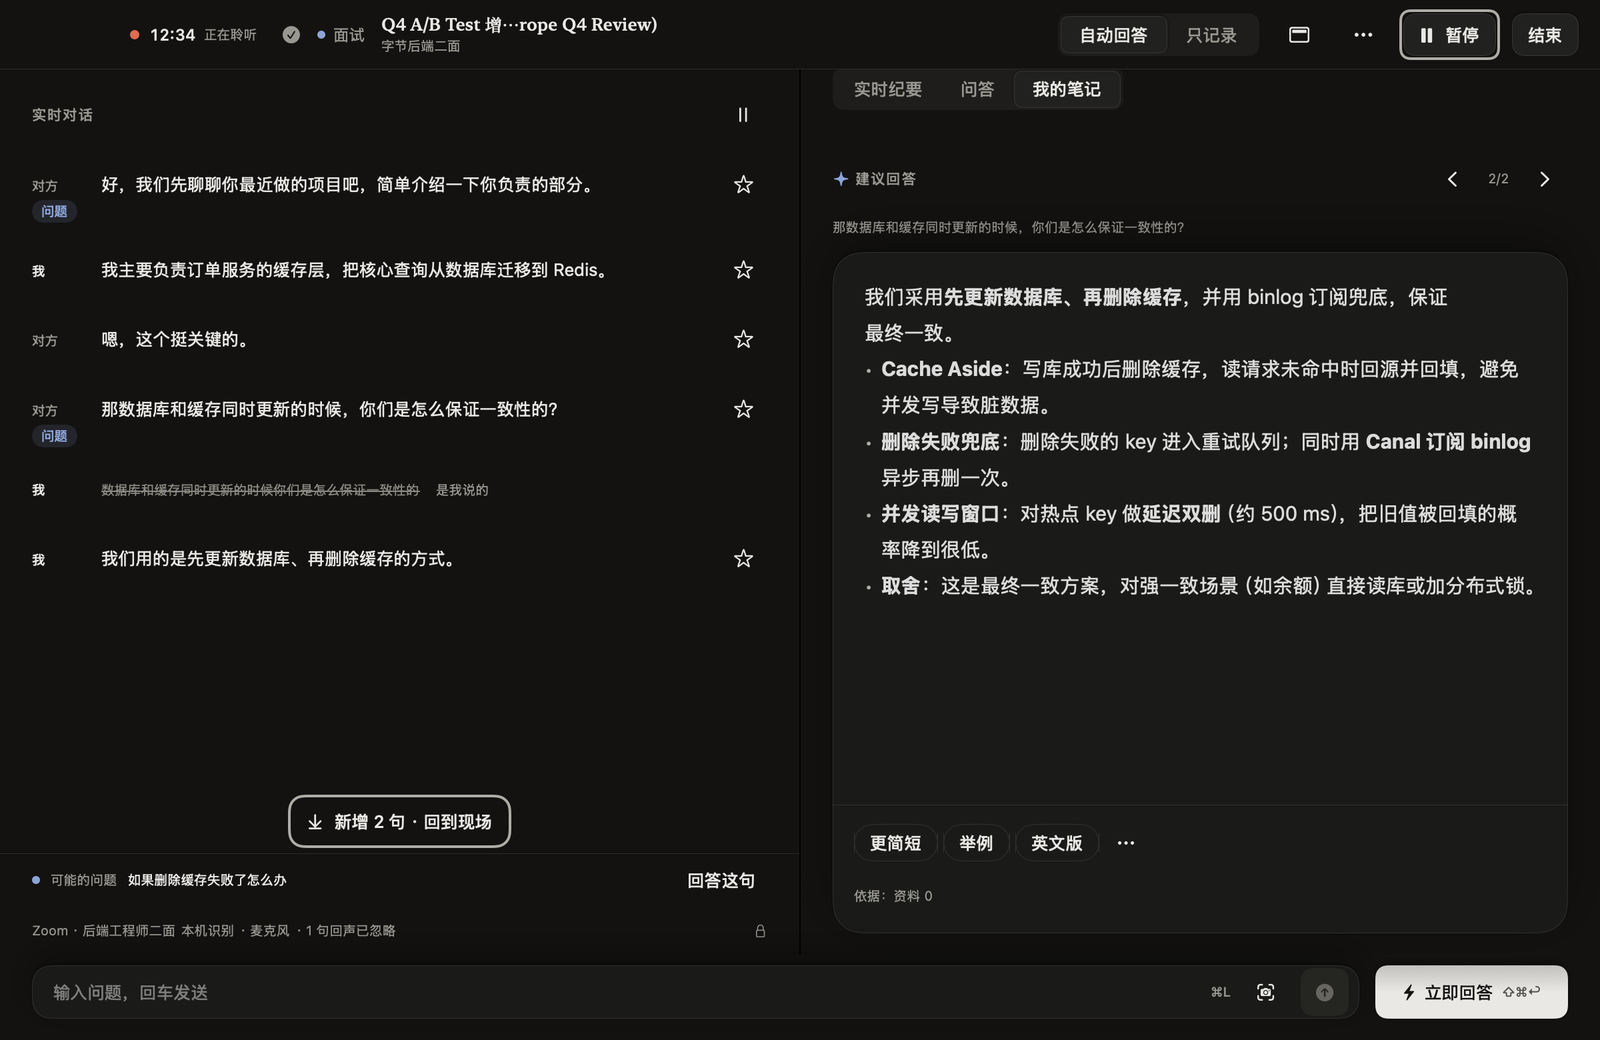 12:34 正在聆听 面试 Q4 A/B Test 增…rope Q4 Review)
字节后端二面
自动回答 只记录 暂停 结束
实时对话
对方 好，我们先聊聊你最近做的项目吧，简单介绍一下你负责的部分。
问题
我 我主要负责订单服务的缓存层，把核心查询从数据库迁移到 Redis。
对方 嗯，这个挺关键的。
对方 那数据库和缓存同时更新的时候，你们是怎么保证一致性的？
问题
我 数据库和缓存同时更新的时候你们是怎么保证一致性的 是我说的
我 我们用的是先更新数据库、再删除缓存的方式。
新增 2 句 · 回到现场
可能的问题 如果删除缓存失败了怎么办 回答这句
Zoom · 后端工程师二面 本机识别 · 麦克风 · 1 句回声已忽略
实时纪要 问答 我的笔记
建议回答 2/2
那数据库和缓存同时更新的时候，你们是怎么保证一致性的？
我们采用先更新数据库、再删除缓存，并用 binlog 订阅兜底，保证
最终一致。
• Cache Aside：写库成功后删除缓存，读请求未命中时回源并回填，避免
并发写导致脏数据。
• 删除失败兜底：删除失败的 key 进入重试队列；同时用 Canal 订阅 binlog
异步再删一次。
• 并发读写窗口：对热点 key 做延迟双删（约 500 ms），把旧值被回填的概
率降到很低。
• 取舍：这是最终一致方案，对强一致场景（如余额）直接读库或加分布式锁。
更简短 举例 英文版 …
依据：资料 0
输入问题，回车发送 ⌘L 立即回答 ⇧⌘↩